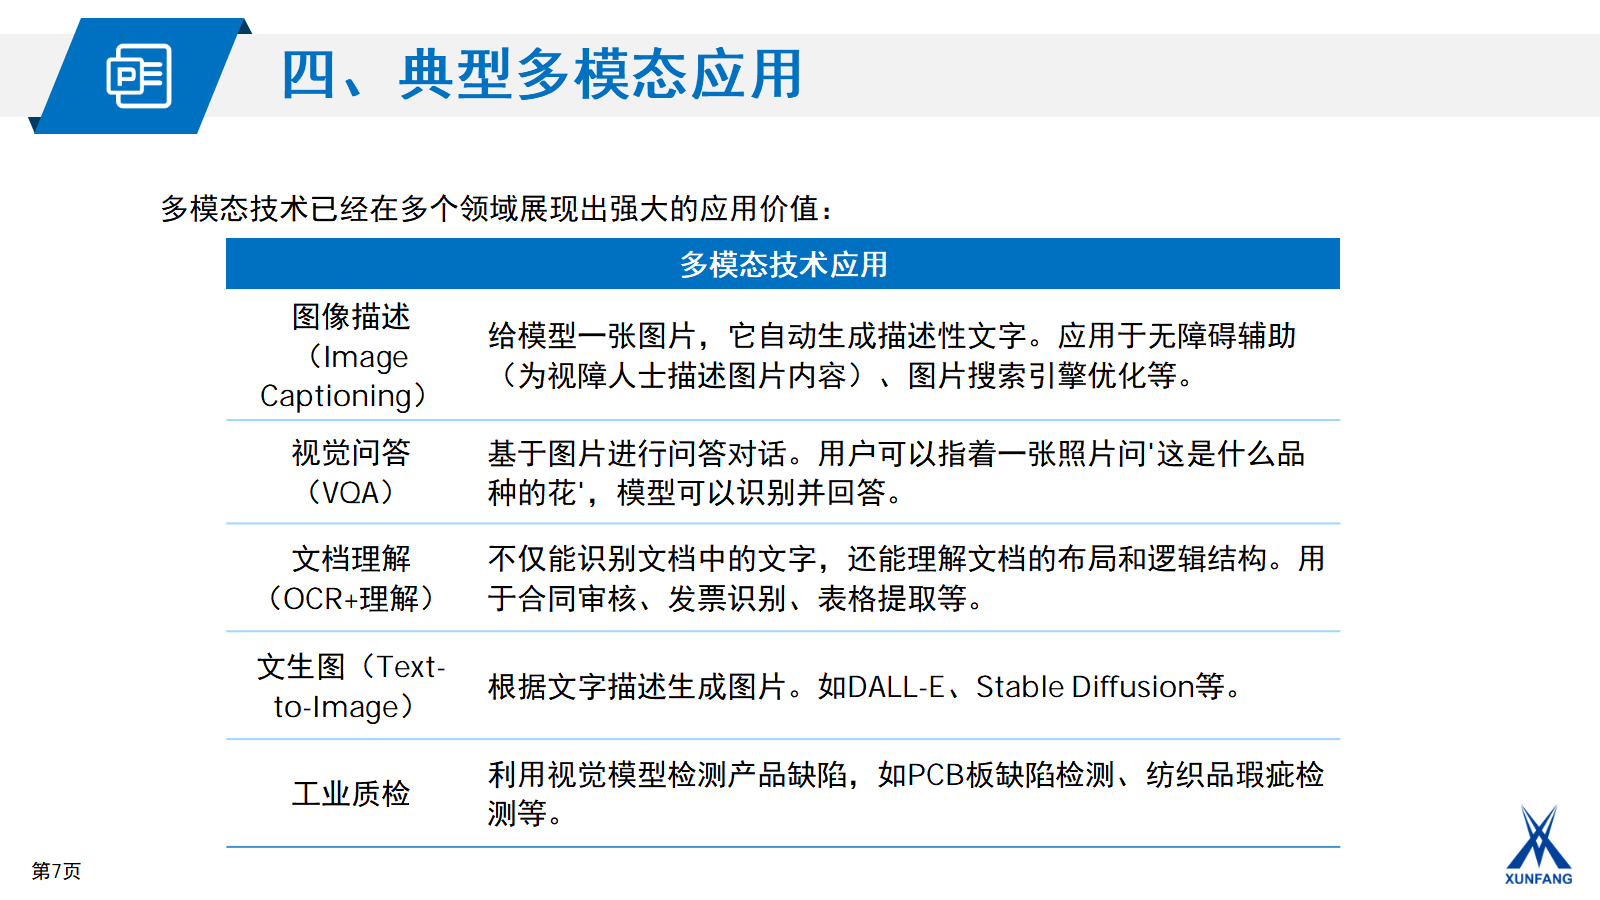 四、典型多模态应用
多模态技术已经在多个领域展现出强大的应用价值：
多模态技术应用
图像描述
（Image
Captioning）
给模型一张图片，它自动生成描述性文字。应用于无障碍辅助
（为视障人士描述图片内容）、图片搜索引擎优化等。
视觉问答
（VQA）
基于图片进行问答对话。用户可以指着一张照片问'这是什么品
种的花'，模型可以识别并回答。
文档理解
（OCR+理解）
不仅能识别文档中的文字，还能理解文档的布局和逻辑结构。用
于合同审核、发票识别、表格提取等。
文生图（Text-
to-Image）
根据文字描述生成图片。如DALL-E、Stable Diffusion等。
工业质检
利用视觉模型检测产品缺陷，如PCB板缺陷检测、纺织品瑕疵检
测等。
第7页
XUNFANG